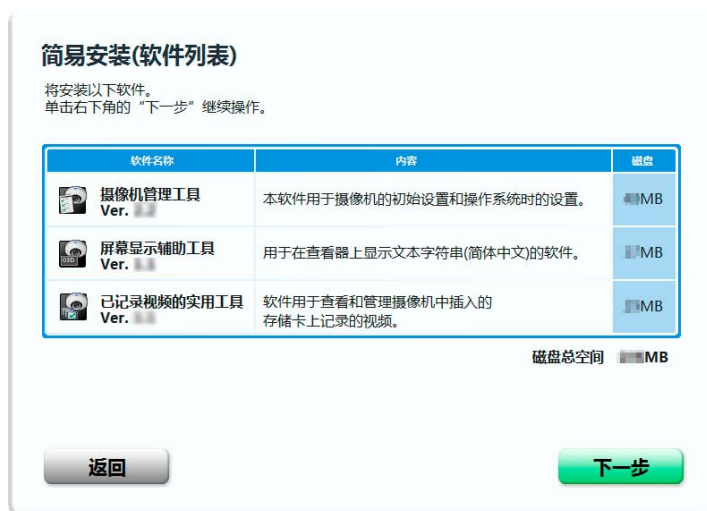 简易安装(软件列表)
将安装以下软件。
单击右下角的“下一步”继续操作。
软件名称 内容 磁盘
摄像机管理工具
Ver.
本软件用于摄像机的初始设置和操作系统时的设置。
MB
屏幕显示辅助工具
Ver.
用于在查看器上显示文本字符串(简体中文)的软件。
MB
OSD
已记录视频的实用工具
Ver.
软件用于查看和管理摄像机中插入的
存储卡上记录的视频。
MB
磁盘总空间 MB
返回 下一步